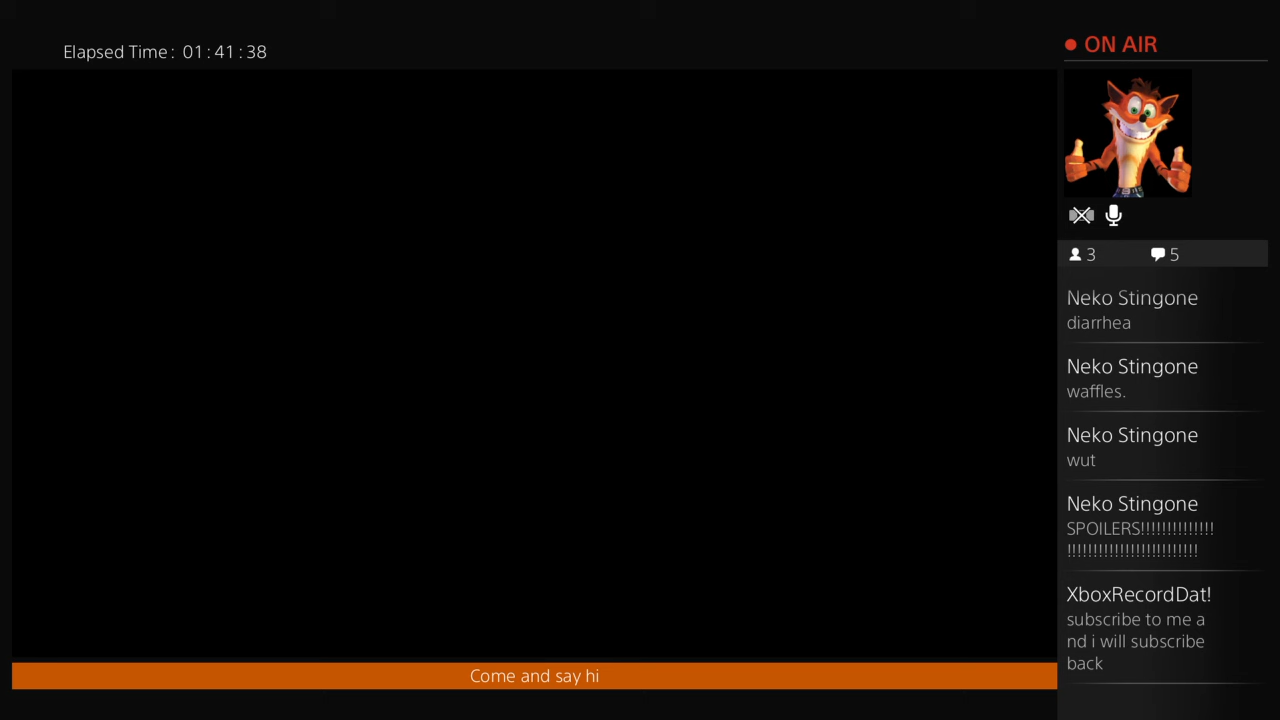 Elapsed Time: 01:41:38
ON AIR
3
5
Neko Stingone
diarrhea
Neko Stingone
waffles.
Neko Stingone
wut
Neko Stingone
SPOILERS!!!!!!!!!!!!!!
!!!!!!!!!!!!!!!!!!!!!!!!!
XboxRecordDat!
subscribe to me a
nd i will subscribe
back
Come and say hi